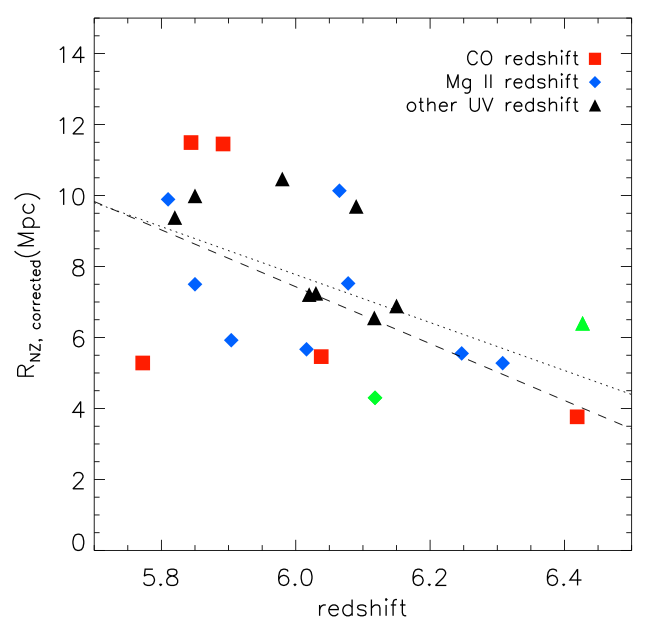 14
12
10
8
6
4
2
0
R_NZ, corrected(Mpc)
CO redshift
Mg II redshift
other UV redshift
5.8 6.0 6.2 6.4
redshift